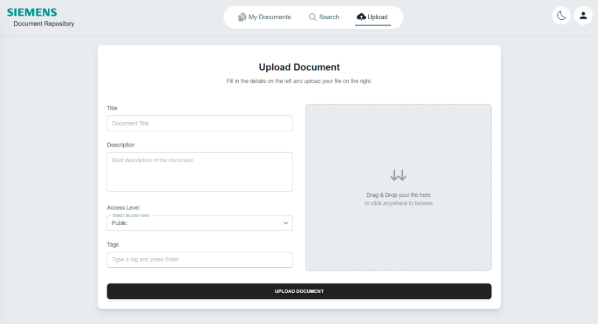 SIEMENS
Document Repository
My Documents
Search
Upload
Upload Document
Fill in the details on the left and upload your file on the right.
Title
Document Title
Description
Brief description of the document
Access Level
Select access level
Public
Tags
Type a tag and press Enter
Drag & Drop your file here
or click anywhere to browse
UPLOAD DOCUMENT